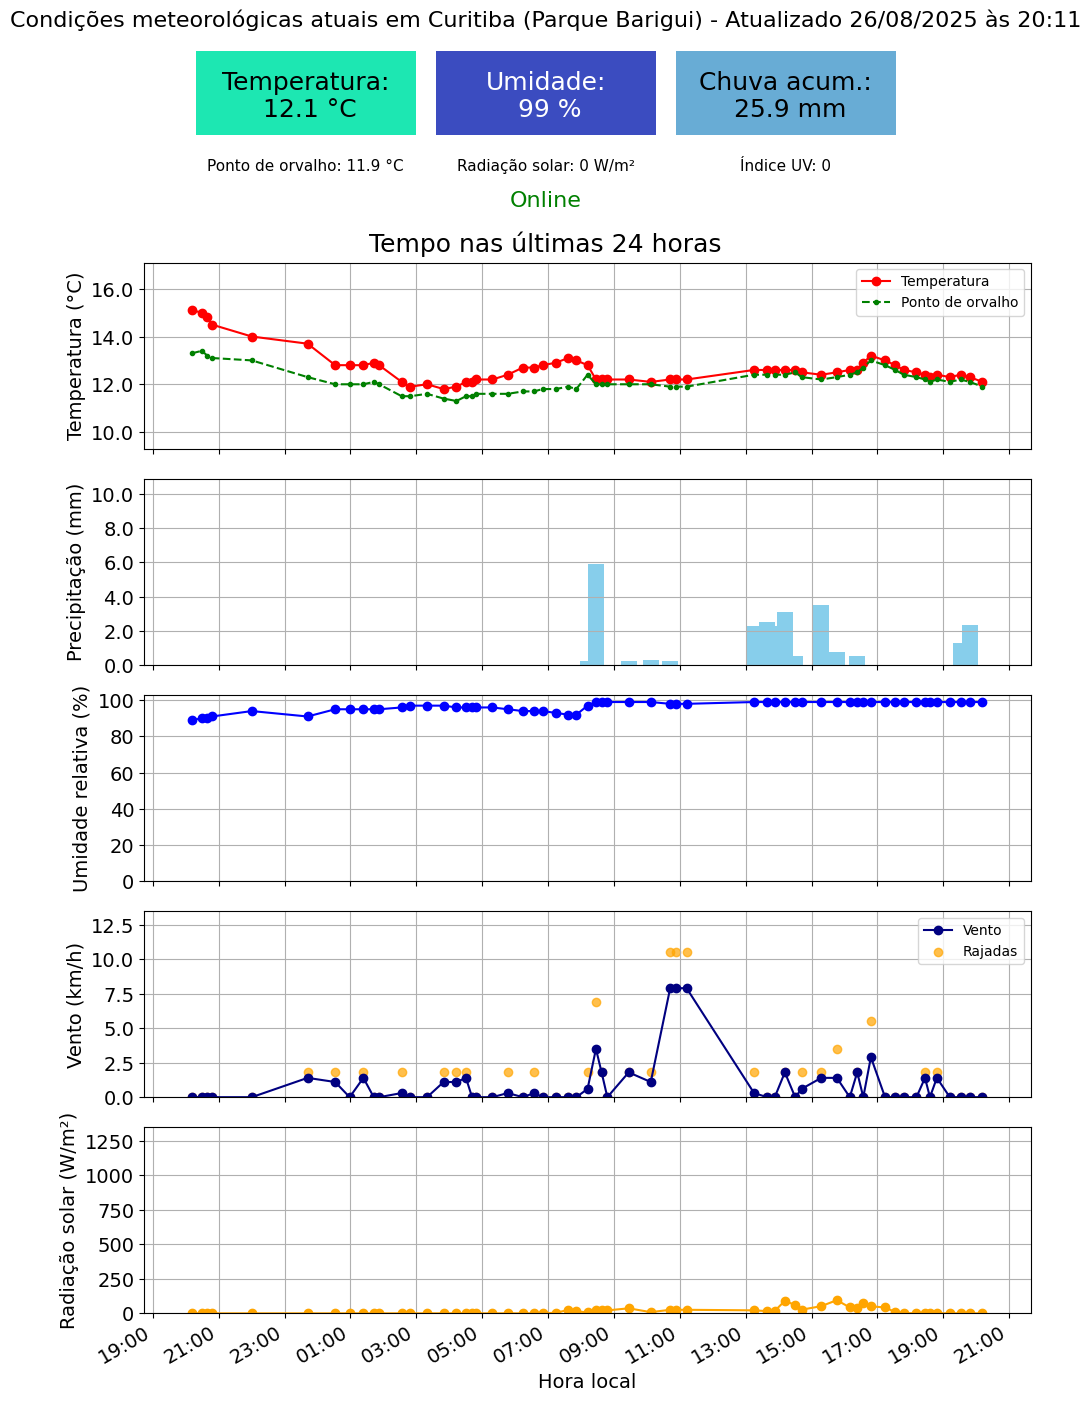 Condições meteorológicas atuais em Curitiba (Parque Barigui) - Atualizado 26/08/2025 às 20:11
Temperatura:
12.1 °C
Umidade:
99 %
Chuva acum.:
25.9 mm
Ponto de orvalho: 11.9 °C
Radiação solar: 0 W/m²
Índice UV: 0
Online
Tempo nas últimas 24 horas
Temperatura (°C)
16.0
14.0
12.0
10.0
Temperatura
Ponto de orvalho
Precipitação (mm)
10.0
8.0
6.0
4.0
2.0
0.0
Umidade relativa (%)
100
80
60
40
20
0
Vento (km/h)
12.5
10.0
7.5
5.0
2.5
0.0
Vento
Rajadas
Radiação solar (W/m²)
1250
1000
750
500
250
0
19:00
21:00
23:00
01:00
03:00
05:00
07:00
09:00
11:00
13:00
15:00
17:00
19:00
21:00
Hora local